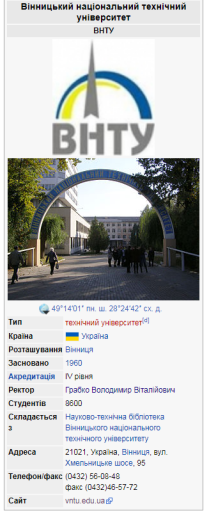 Вінницький національний технічний
університет
ВНТУ
ВНТУ
49°14′01″ пн. ш. 28°24′42″ сх. д.
Тип технічний університет[d]
Країна Україна
Розташування Вінниця
Засновано 1960
Акредитація IV рівня
Ректор Грабко Володимир Віталійович
Студентів 8600
Складається Науково-технічна бібліотека
з Вінницького національного
технічного університету
Адреса 21021, Україна, Вінниця, вул.
Хмельницьке шосе, 95
Телефон/факс (0432) 56-08-48
факс (0432)46-57-72
Сайт vntu.edu.ua